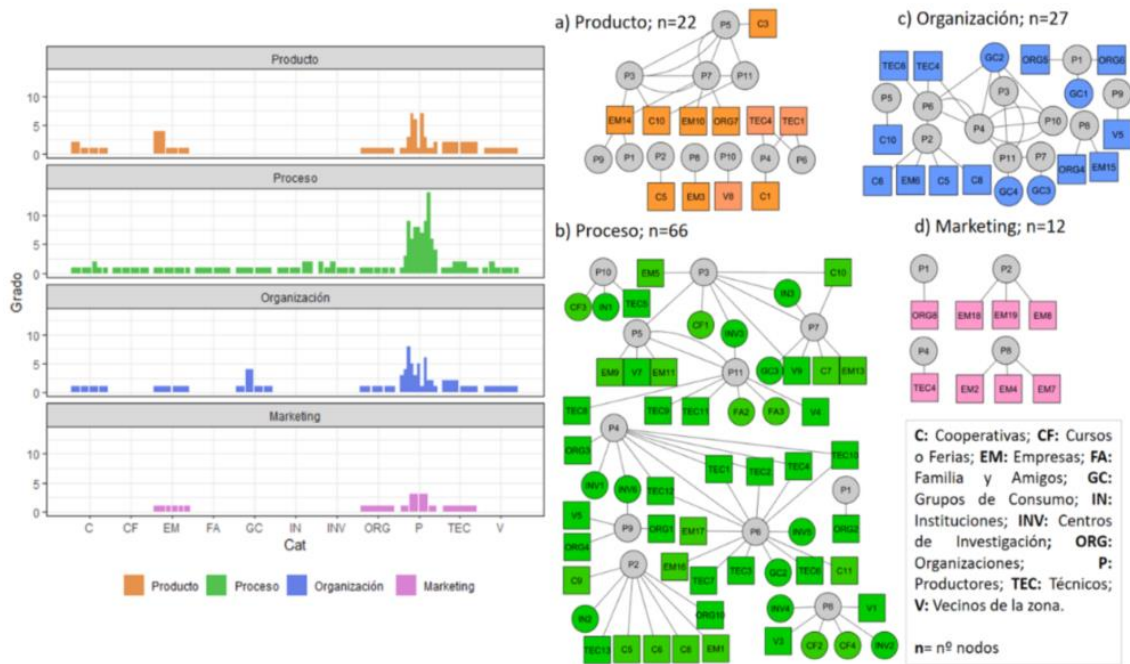 Producto
10
5
0
Proceso
10
5
0
Organización
10
5
0
Marketing
10
5
0
Grado
C CF EM FA GC IN INV ORG P TEC V
Cat
Producto Proceso Organización Marketing
a) Producto; n=22
P5 C3
P3 P7 P11
EM14 C10 EM10 ORG7 TEC4 TEC1
P9 P1 P2 P8 P10 P4 P6
C5 EM3 V8 C1
b) Proceso; n=66
P10 EM5 P3 C10
CF3 IN1 TEC5 IN3
P5 CF1 INV3 P7
EM9 V7 EM11 P11 GC3 V9 C7 EM13
TEC8 TEC9 TEC11 FA2 FA3 V4
P4
ORG3 TEC1 TEC2 TEC4 TEC10
INV1 INV6 TEC12 P1
V5 P9 ORG1 EM17 P6 INV5 ORG2
ORG4
P2 EM16 TEC7 TEC3 GC2 TEC6 C11
C9
IN2 ORG10 INV4 P8 V1
TEC13 C5 C6 C8 EM1 V3 CF2 CF4 INV2
c) Organización; n=27
TEC6 TEC4 GC2 ORG5 P1 ORG6
P5 P6 P3 GC1 P9
C10 P2 P4 P10 P8 V5
P11 P7
C6 EM6 C5 C8 GC4 GC3 ORG4 EM15
d) Marketing; n=12
P1 P2
ORG8 EM18 EM19 EM8
P4 P8
TEC4 EM2 EM4 EM7
C: Cooperativas; CF: Cursos
o Ferias; EM: Empresas; FA:
Familia y Amigos; GC:
Grupos de Consumo; IN:
Instituciones; INV: Centros
de Investigación; ORG:
Organizaciones; P:
Productores; TEC: Técnicos;
V: Vecinos de la zona.
n= nº nodos